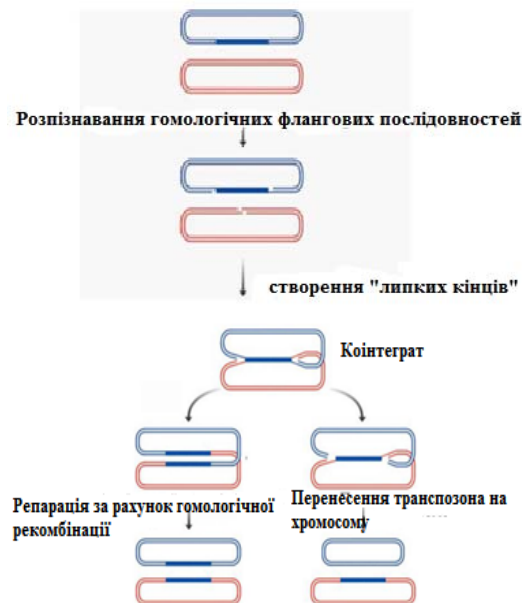 Розпізнавання гомологічних флангових послідовностей
створення "липких кінців"
Коінтеграт
Репарація за рахунок гомологічної
рекомбінації
Перенесення транспозона на
хромосому